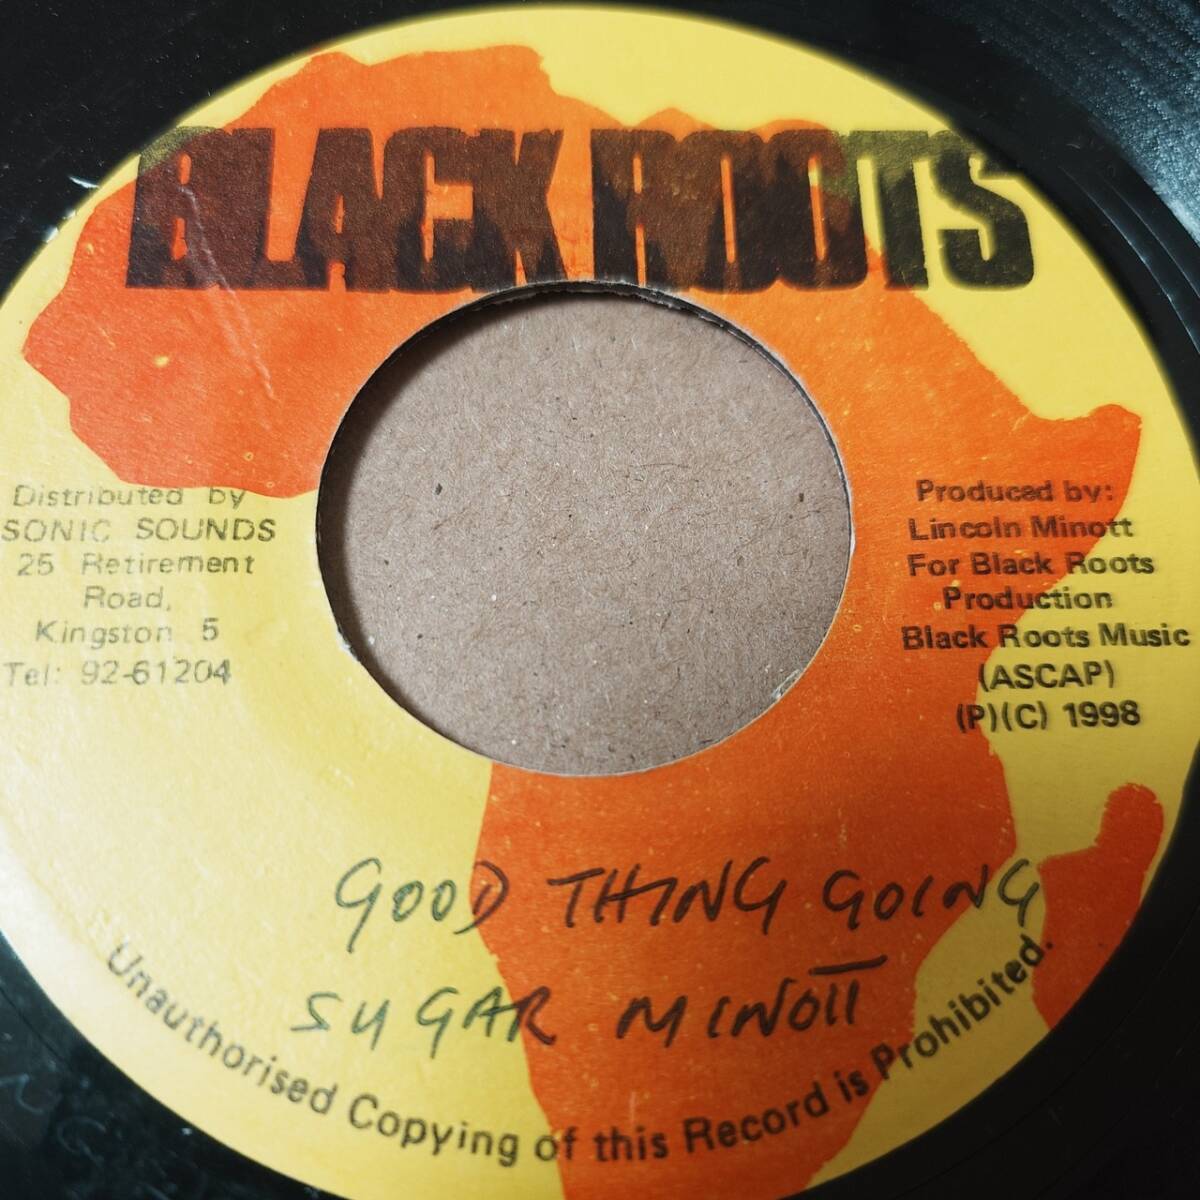 BLACK ROOTS
Distributed by
SONIC SOUNDS
25 Retirement
Road,
Kingston 5
Tel: 92-61204
Produced by:
Lincoln Minott
For Black Roots
Production
Black Roots Music
(ASCAP)
(P)(C) 1998
GOOD THING GOING
SUGAR MINOTT
Unauthorised Copying of this Record is Prohibited.